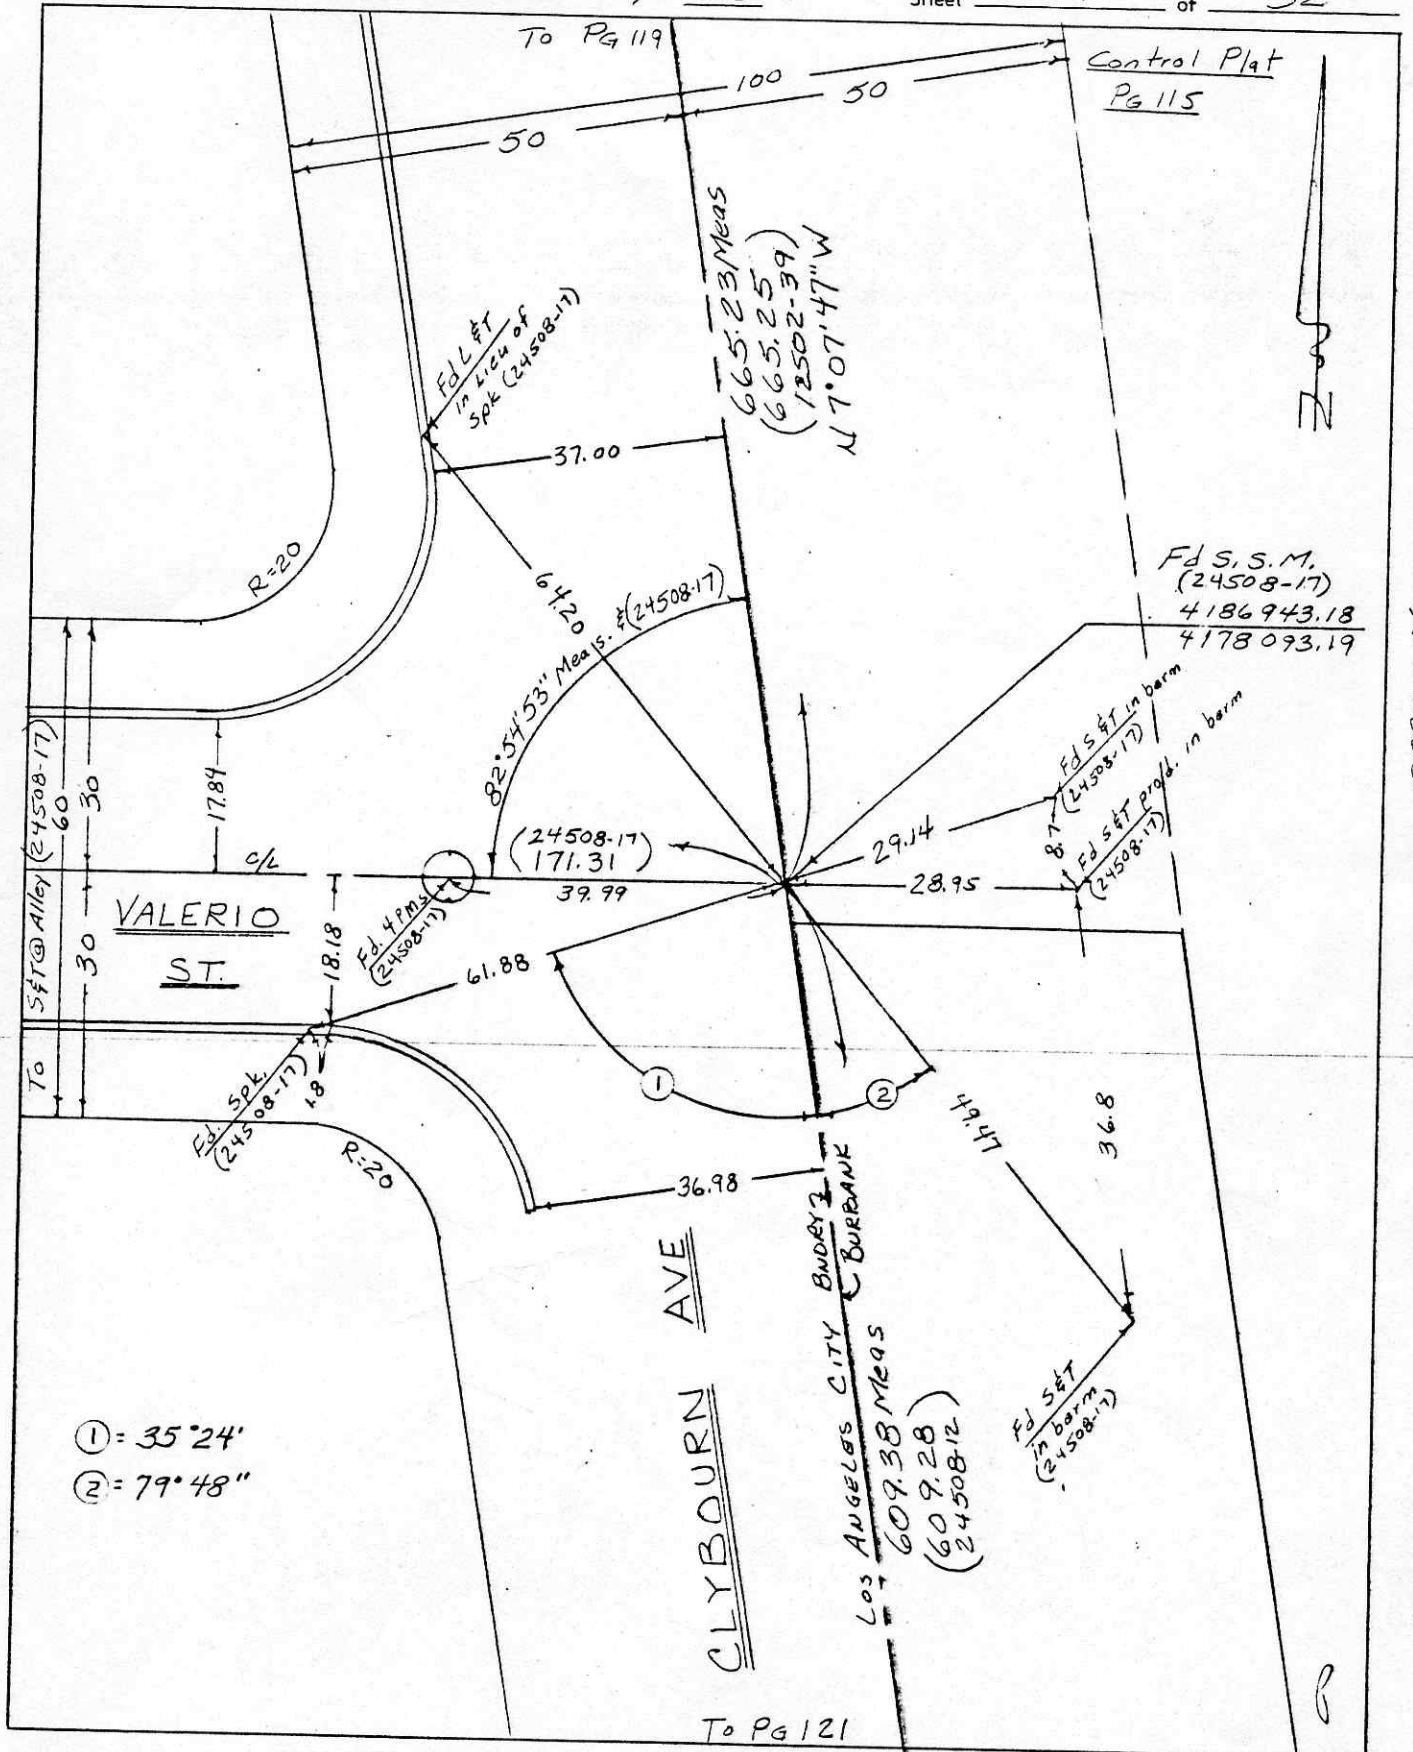 Sheet
of 32
To PG 119
Control Plat
PG 115
100
50
50
665.23 Meas
(665.25)
(12502-39)
N 7°07'47"W
Fd L &T
in Lieu of
Spk (24508-17)
37.00
R=20
64.20
82°54'53" Meas. &(24508-17)
Fd S. S. M.
(24508-17)
4186943.18
4178093.19
Fd S &T in berm
(24508-17)
Fd S &T prod. in berm
(24508-17)
8.7
29.14
28.95
To S&T @ Alley (24508-17)
60
30
30
17.84
C/L
(24508-17)
(171.31)
39.99
VALERIO
ST.
18.18
Fd. 4 PMs
(24508-17)
61.88
Fd. Spk.
(24508-17)
1.8
R=20
1
2
36.98
47.94
36.8
Fd S &T
in berm
(24508-17)
CLYBOURN AVE
LOS ANGELES CITY BNDRY
BURBANK
609.38 Meas
(609.28)
(24508-12)
① = 35°24'
② = 79°48"
To PG 121